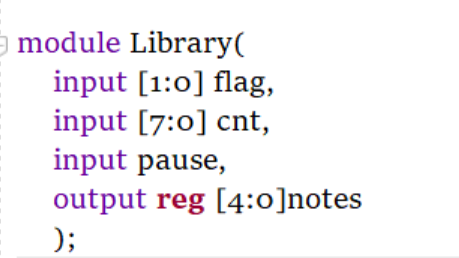 module Library(
input [1:0] flag,
input [7:0] cnt,
input pause,
output reg [4:0]notes
);